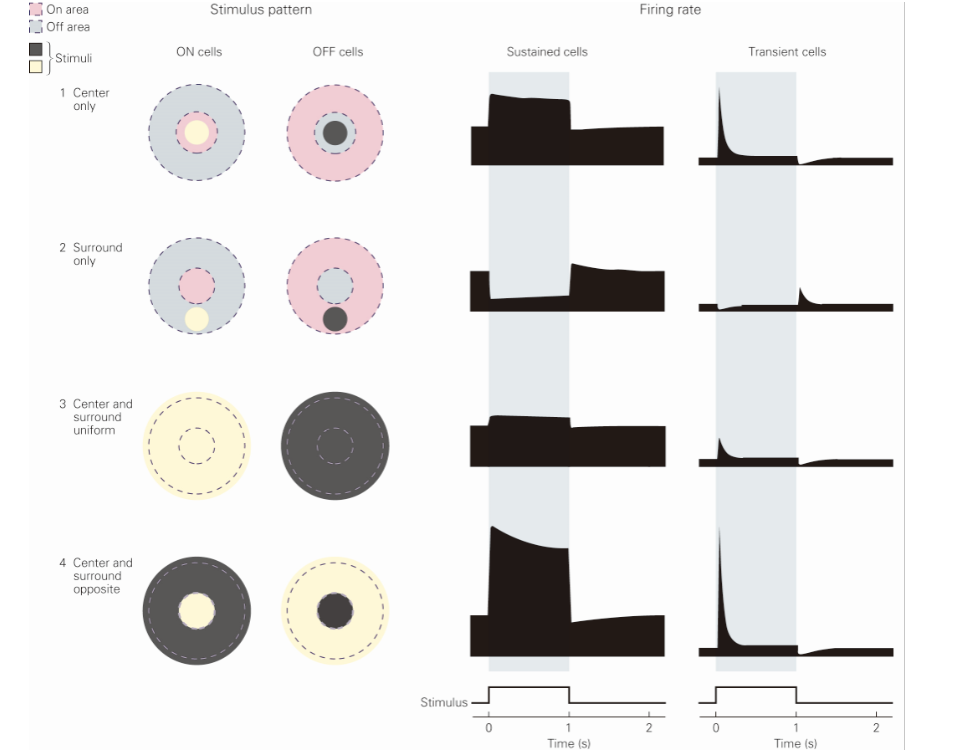 Stimulus pattern
Firing rate
On area
Off area
Stimuli
ON cells
OFF cells
Sustained cells
Transient cells
1 Center
only
2 Surround
only
3 Center and
surround
uniform
4 Center and
surround
opposite
Stimulus
0 1 2
Time (s)
0 1 2
Time (s)